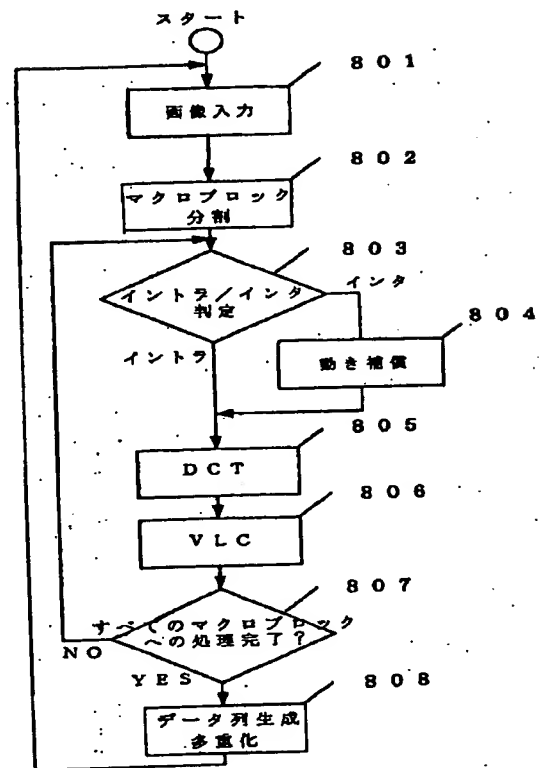 スタート
801
画像入力
802
マクロブロック
分割
803
イントラ/インタ
判定
インタ
804
イントラ
動き補償
805
DCT
806
VLC
807
すべてのマクロブロック
への処理完了?
NO
YES
808
データ列生成
多重化